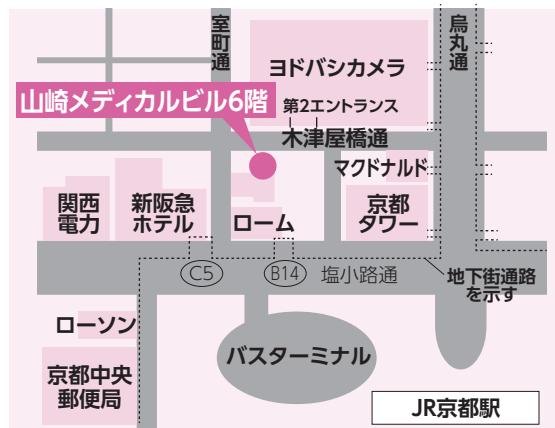 室町通
烏丸通
ヨドバシカメラ
山崎メディカルビル6階
第2エントランス
木津屋橋通
マクドナルド
関西
電力
新阪急
ホテル
ローム
京都
タワー
C5
B14
塩小路通
地下街通路
を示す
ローソン
バスターミナル
京都中央
郵便局
JR京都駅